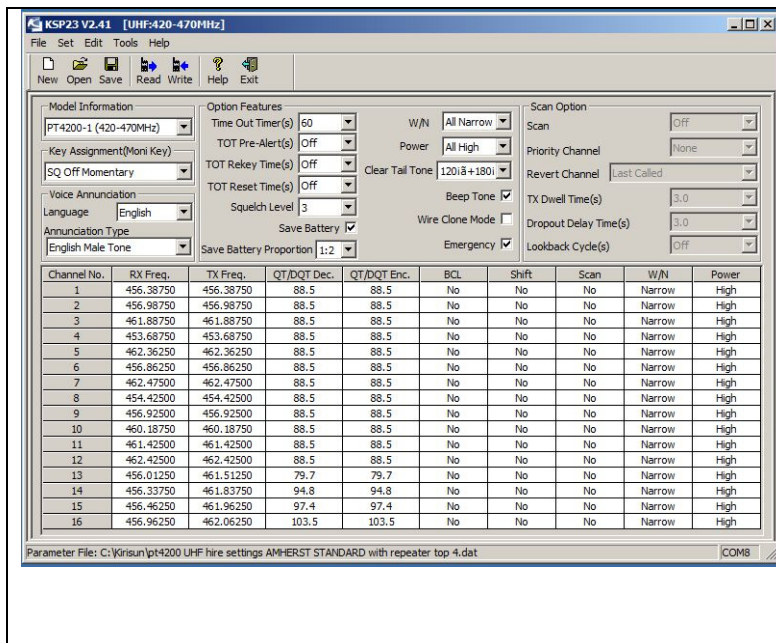 KSP23 V2.41 [UHF:420-470MHz]
File Set Edit Tools Help
New Open Save Read Write Help Exit
Model Information
PT4200-1 (420-470MHz)
Key Assignment(Moni Key)
SQ Off Momentary
Voice Annunciation
Language English
Annunciation Type
English Male Tone
Option Features
Time Out Timer(s) 60
TOT Pre-Alert(s) Off
TOT Rekey Time(s) Off
TOT Reset Time(s) Off
Squelch Level 3
Save Battery
Save Battery Proportion 1:2
W/N All Narrow
Power All High
Clear Tail Tone 120iã+180i
Beep Tone
Wire Clone Mode
Emergency
Scan Option
Scan Off
Priority Channel None
Revert Channel Last Called
TX Dwell Time(s) 3.0
Dropout Delay Time(s) 3.0
Lookback Cycle(s) Off
Channel No. RX Freq. TX Freq. QT/DQT Dec. QT/DQT Enc. BCL Shift Scan W/N Power
1 456.38750 456.38750 88.5 88.5 No No No Narrow High
2 456.98750 456.98750 88.5 88.5 No No No Narrow High
3 461.88750 461.88750 88.5 88.5 No No No Narrow High
4 453.68750 453.68750 88.5 88.5 No No No Narrow High
5 462.36250 462.36250 88.5 88.5 No No No Narrow High
6 456.86250 456.86250 88.5 88.5 No No No Narrow High
7 462.47500 462.47500 88.5 88.5 No No No Narrow High
8 454.42500 454.42500 88.5 88.5 No No No Narrow High
9 456.92500 456.92500 88.5 88.5 No No No Narrow High
10 460.18750 460.18750 88.5 88.5 No No No Narrow High
11 461.42500 461.42500 88.5 88.5 No No No Narrow High
12 462.42500 462.42500 88.5 88.5 No No No Narrow High
13 456.01250 461.51250 79.7 79.7 No No No Narrow High
14 456.33750 461.83750 94.8 94.8 No No No Narrow High
15 456.46250 461.96250 97.4 97.4 No No No Narrow High
16 456.96250 462.06250 103.5 103.5 No No No Narrow High
Parameter File: C:\Kirisun\pt4200 UHF hire settings AMHERST STANDARD with repeater top 4.dat COM8